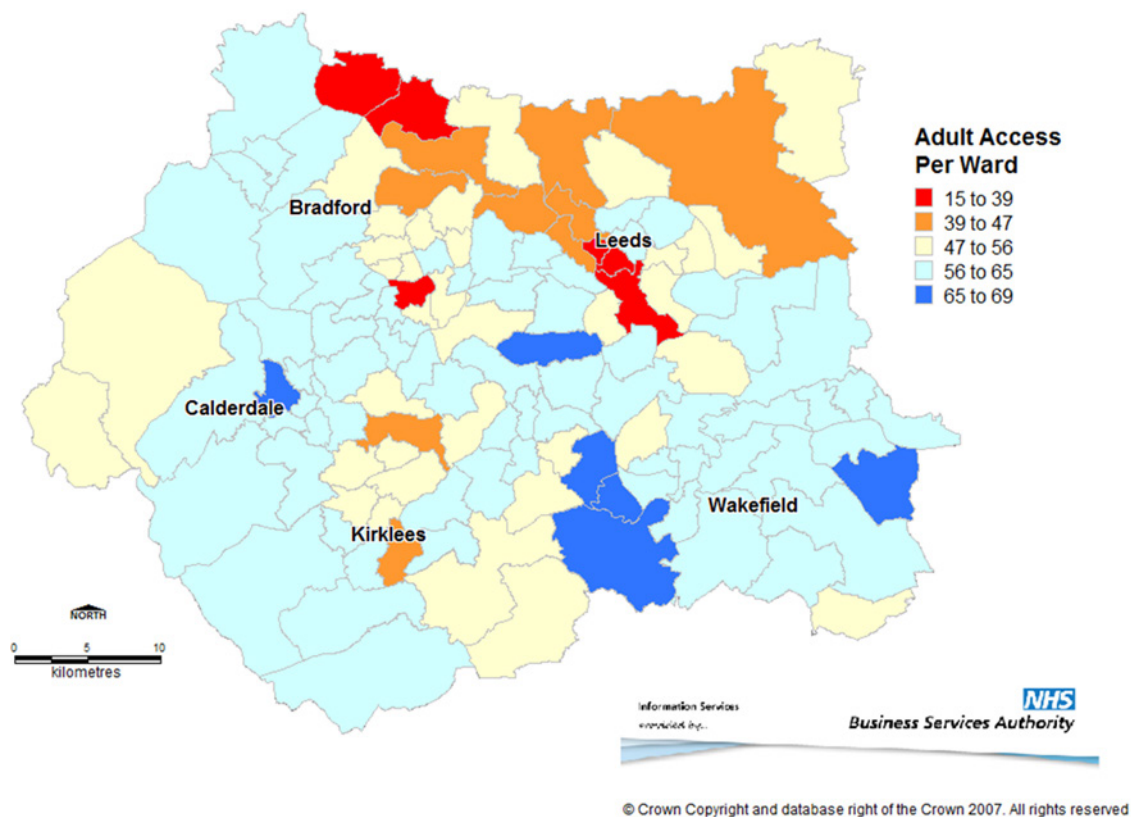 Bradford
Leeds
Calderdale
Wakefield
Kirklees
Adult Access
Per Ward
15 to 39
39 to 47
47 to 56
56 to 65
65 to 69
NORTH
0 5 10
kilometres
Information Services
provided by...
NHS
Business Services Authority
© Crown Copyright and database right of the Crown 2007. All rights reserved